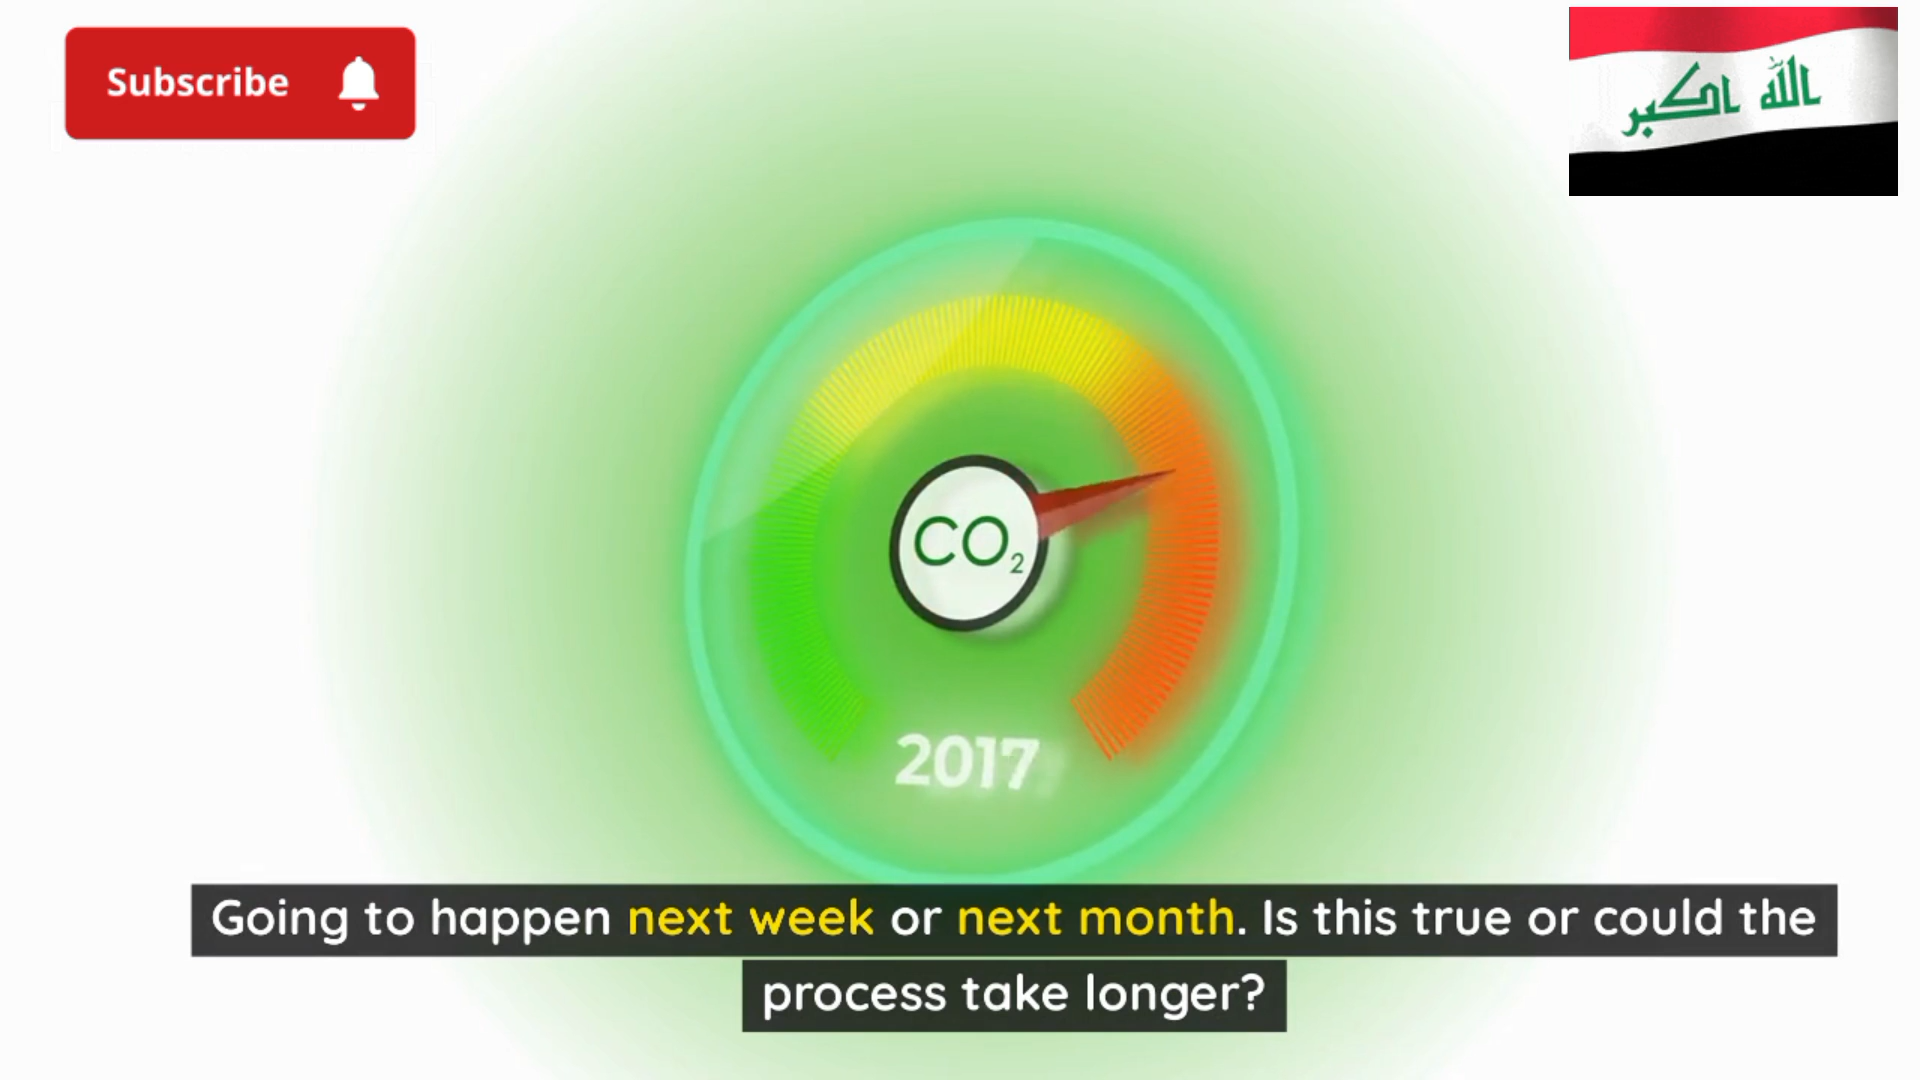 Subscribe
الله اكبر
CO₂
2017
Going to happen next week or next month. Is this true or could the
process take longer?